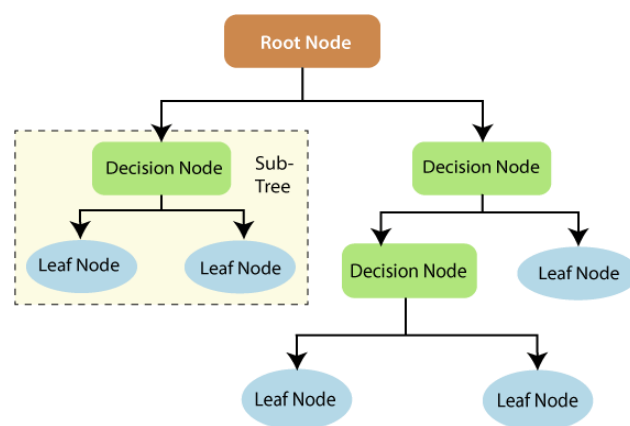 Root Node
Decision Node
Sub-
Tree
Decision Node
Leaf Node
Leaf Node
Decision Node
Leaf Node
Leaf Node
Leaf Node